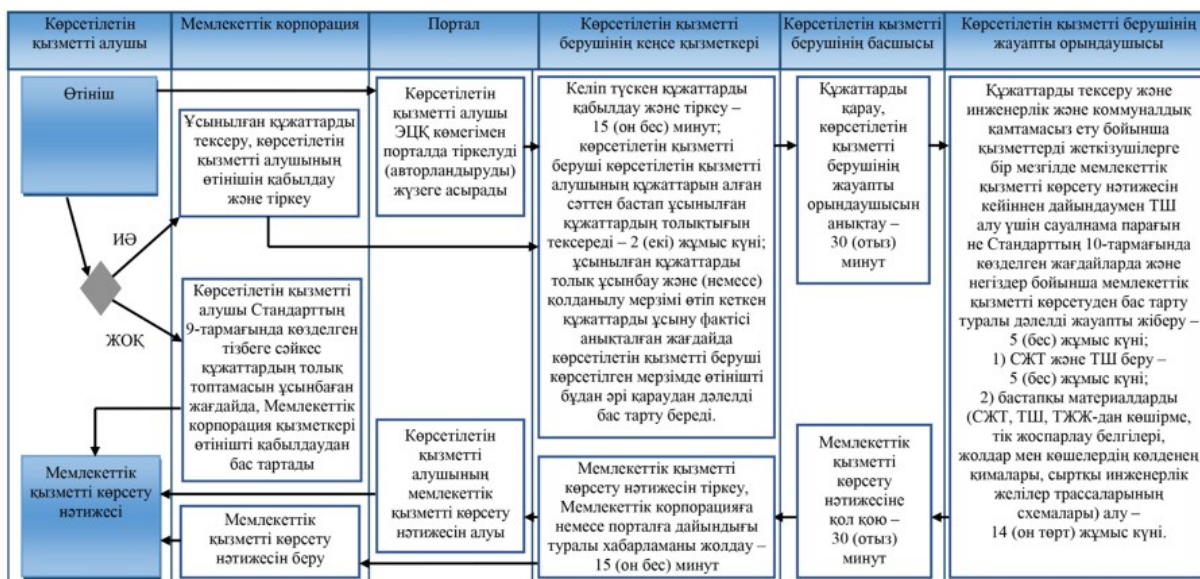 Көрсетілетін
қызметті алушы
Мемлекеттік корпорация
Портал
Көрсетілетін қызметті
берушінің кеңсе қызметкері
Көрсетілетін қызметті
берушінің басшысы
Көрсетілетін қызметті берушінің
жауапты орындаушысы
Өтініш
Ұсынылған құжаттарды
тексеру, көрсетілетін
қызметті алушының
өтінішін қабылдау
және тіркеу
Көрсетілетін
қызметті алушы
ЭЦҚ көмегімен
порталда тіркелуді
(авторландыруды)
жүзеге асырады
Келіп түскен құжаттарды
қабылдау және тіркеу –
15 (он бес) минут;
көрсетілетін қызметті
беруші көрсетілетін қызметті
алушының құжаттарын алған
сәттен бастап ұсынылған
құжаттардың толықтығын
тексереді – 2 (екі) жұмыс күні;
ұсынылған құжаттарды
толық ұсынбау және (немесе)
қолданылу мерзімі өтіп кеткен
құжаттарды ұсыну фактісі
анықталған жағдайда
көрсетілетін қызметті беруші
көрсетілген мерзімде өтінішті
бұдан әрі қараудан дәлелді
бас тарту береді.
Құжаттарды
қарау,
көрсетілетін
қызметті
берушінің
жауапты
орындаушысын
анықтау –
30 (отыз)
минут
Құжаттарды тексеру және
инженерлік және коммуналдық
қамтамасыз ету бойынша
қызметтерді жеткізушілерге
бір мезгілде мемлекеттік
қызметті көрсету нәтижесін
кейіннен дайындаумен ТШ
алу үшін сауалнама парағын
не Стандарттың 10-тармағында
көзделген жағдайларда және
негіздер бойынша мемлекеттік
қызметті көрсетуден бас тарту
туралы дәлелді жауапты жіберу –
5 (бес) жұмыс күні;
1) СЖТ және ТШ беру –
5 (бес) жұмыс күні;
2) бастапқы материалдарды
(СЖТ, ТШ, ТЖЖ-дан көшірме,
тік жоспарлау белгілері,
жолдар мен көшелердің көлденең
қималары, сыртқы инженерлік
желілер трассаларының
схемалары) алу –
14 (он төрт) жұмыс күні.
ИӘ
ЖОҚ
Көрсетілетін қызметті
алушы Стандарттың
9-тармағында көзделген
тізбеге сәйкес
құжаттардың толық
топтамасын ұсынбаған
жағдайда, Мемлекеттік
корпорация қызметкері
өтінішті қабылдаудан
бас тартады
Мемлекеттік
қызметті көрсету
нәтижесі
Мемлекеттік
қызметті көрсету
нәтижесін беру
Көрсетілетін
қызметті
алушының
мемлекеттік
қызметті көрсету
нәтижесін алуы
Мемлекеттік қызметті
көрсету нәтижесін тіркеу,
Мемлекеттік корпорацияға
немесе порталға дайындығы
туралы хабарламаны жолдау –
15 (он бес) минут
Мемлекеттік
қызметті
көрсету
нәтижесіне
қол қою –
30 (отыз)
минут